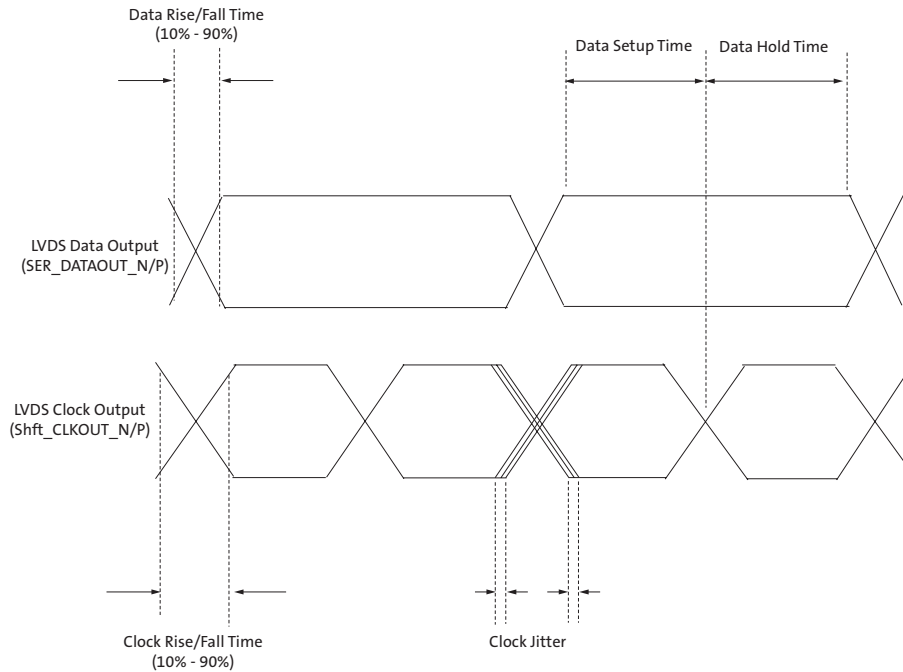 Data Rise/Fall Time
(10% - 90%)
Data Setup Time
Data Hold Time
LVDS Data Output
(SER_DATAOUT_N/P)
LVDS Clock Output
(Shft_CLKOUT_N/P)
Clock Rise/Fall Time
(10% - 90%)
Clock Jitter